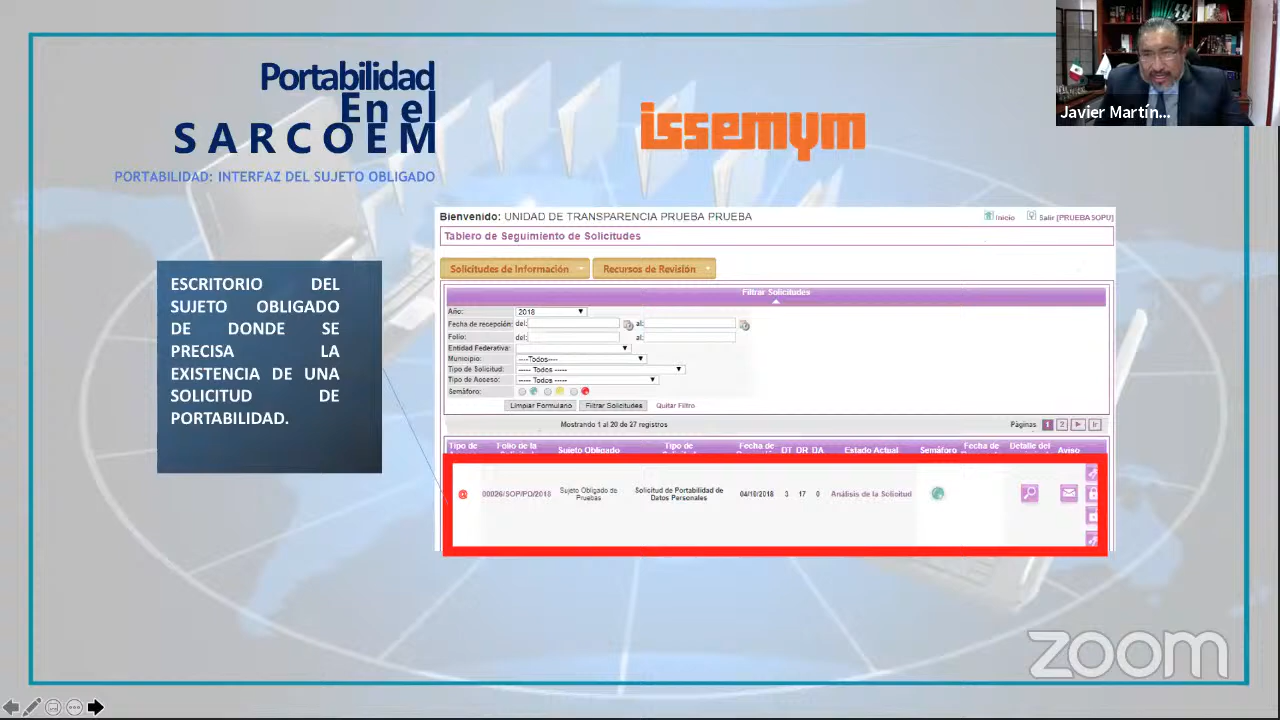 Portabilidad
En el
SARCOEM
PORTABILIDAD: INTERFAZ DEL SUJETO OBLIGADO
issemym
Javier Martín...
ESCRITORIO DEL
SUJETO OBLIGADO
DE DONDE SE
PRECISA LA
EXISTENCIA DE UNA
SOLICITUD DE
PORTABILIDAD.
Bienvenido: UNIDAD DE TRANSPARENCIA PRUEBA PRUEBA
Inicio Salir [PRUEBASOPU]
Tablero de Seguimiento de Solicitudes
Solicitudes de Información Recursos de Revisión
Filtrar Solicitudes
Año: 2018
Fecha de recepción: del: al:
Folio: del: al:
Entidad Federativa:
Municipio: ----Todos----
Tipo de Solicitud: ----- Todos -----
Tipo de Acceso: ----- Todos -----
Semáforo:
Limpiar Formulario Filtrar Solicitudes Quitar Filtro
Mostrando 1 al 20 de 27 registros
Páginas 1 2
Tipo de Folio de la Sujeto Obligado Tipo de Fecha de DT DR DA Estado Actual Semáforo Fecha de Detalle del Aviso
00026/SOP/PD/2018 Sujeto Obligado de Pruebas Solicitud de Portabilidad de Datos Personales 04/18/2018 3 17 0 Análisis de la Solicitud
zoom